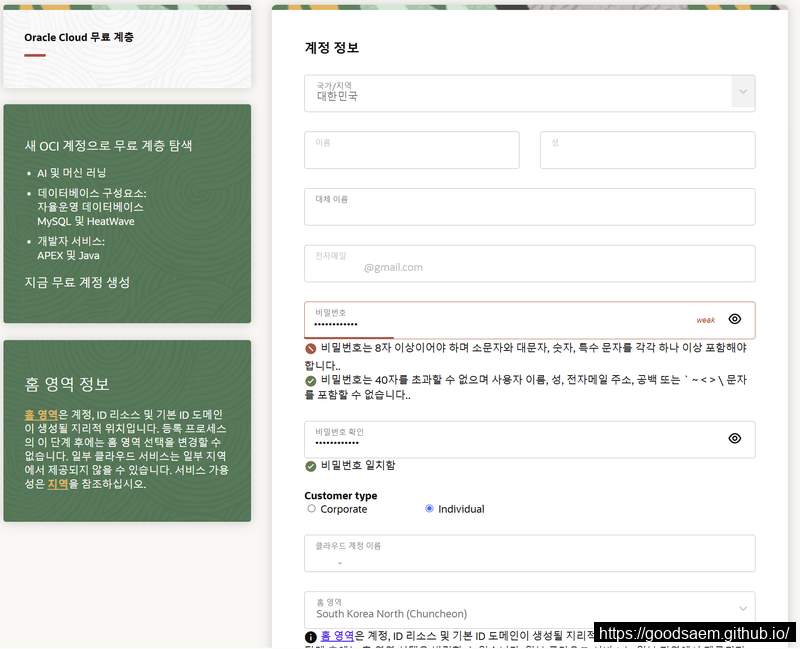 Oracle Cloud 무료 계층
새 OCI 계정으로 무료 계층 탐색
• AI 및 머신 러닝
• 데이터베이스 구성요소:
자율운영 데이터베이스
MySQL 및 HeatWave
• 개발자 서비스:
APEX 및 Java
지금 무료 계정 생성
홈 영역 정보
홈 영역은 계정, ID 리소스 및 기본 ID 도메인
이 생성될 지리적 위치입니다. 등록 프로세스
의 이 단계 후에는 홈 영역 선택을 변경할 수
없습니다. 일부 클라우드 서비스는 일부 지역
에서 제공되지 않을 수 있습니다. 서비스 가용
성은 지역을 참조하십시오.
계정 정보
국가/지역
대한민국
이름
성
대체 이름
전자메일
@gmail.com
비밀번호
••••••••••••
weak
비밀번호는 8자 이상이어야 하며 소문자와 대문자, 숫자, 특수 문자를 각각 하나 이상 포함해야
합니다..
비밀번호는 40자를 초과할 수 없으며 사용자 이름, 성, 전자메일 주소, 공백 또는 ` ~ < > \ 문자
를 포함할 수 없습니다..
비밀번호 확인
••••••••••••
비밀번호 일치함
Customer type
Corporate
Individual
클라우드 계정 이름
홈 영역
South Korea North (Chuncheon)
홈 영역은 계정, ID 리소스 및 기본 ID 도메인이 생성될 지리적
https://goodsaem.github.io/